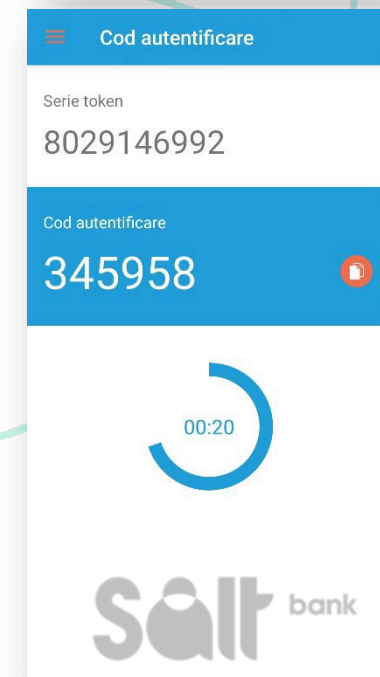 Cod autentificare
Serie token
8029146992
Cod autentificare
345958
00:20
Salt bank